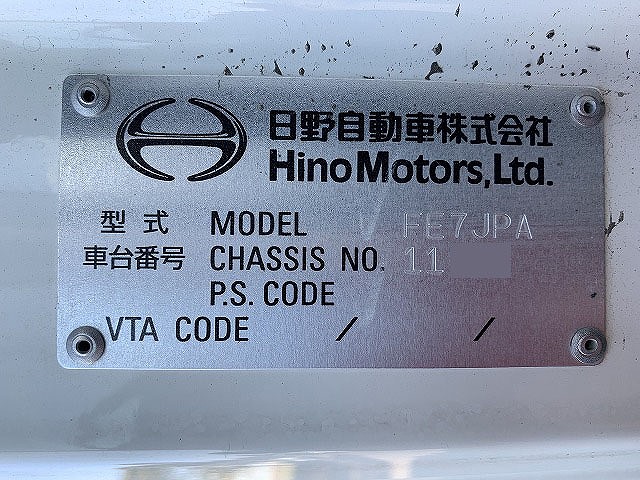 日野自動車株式会社
Hino Motors, Ltd.
型式 MODEL FE7JPA
車台番号 CHASSIS NO. 11
P.S. CODE
VTA CODE / /